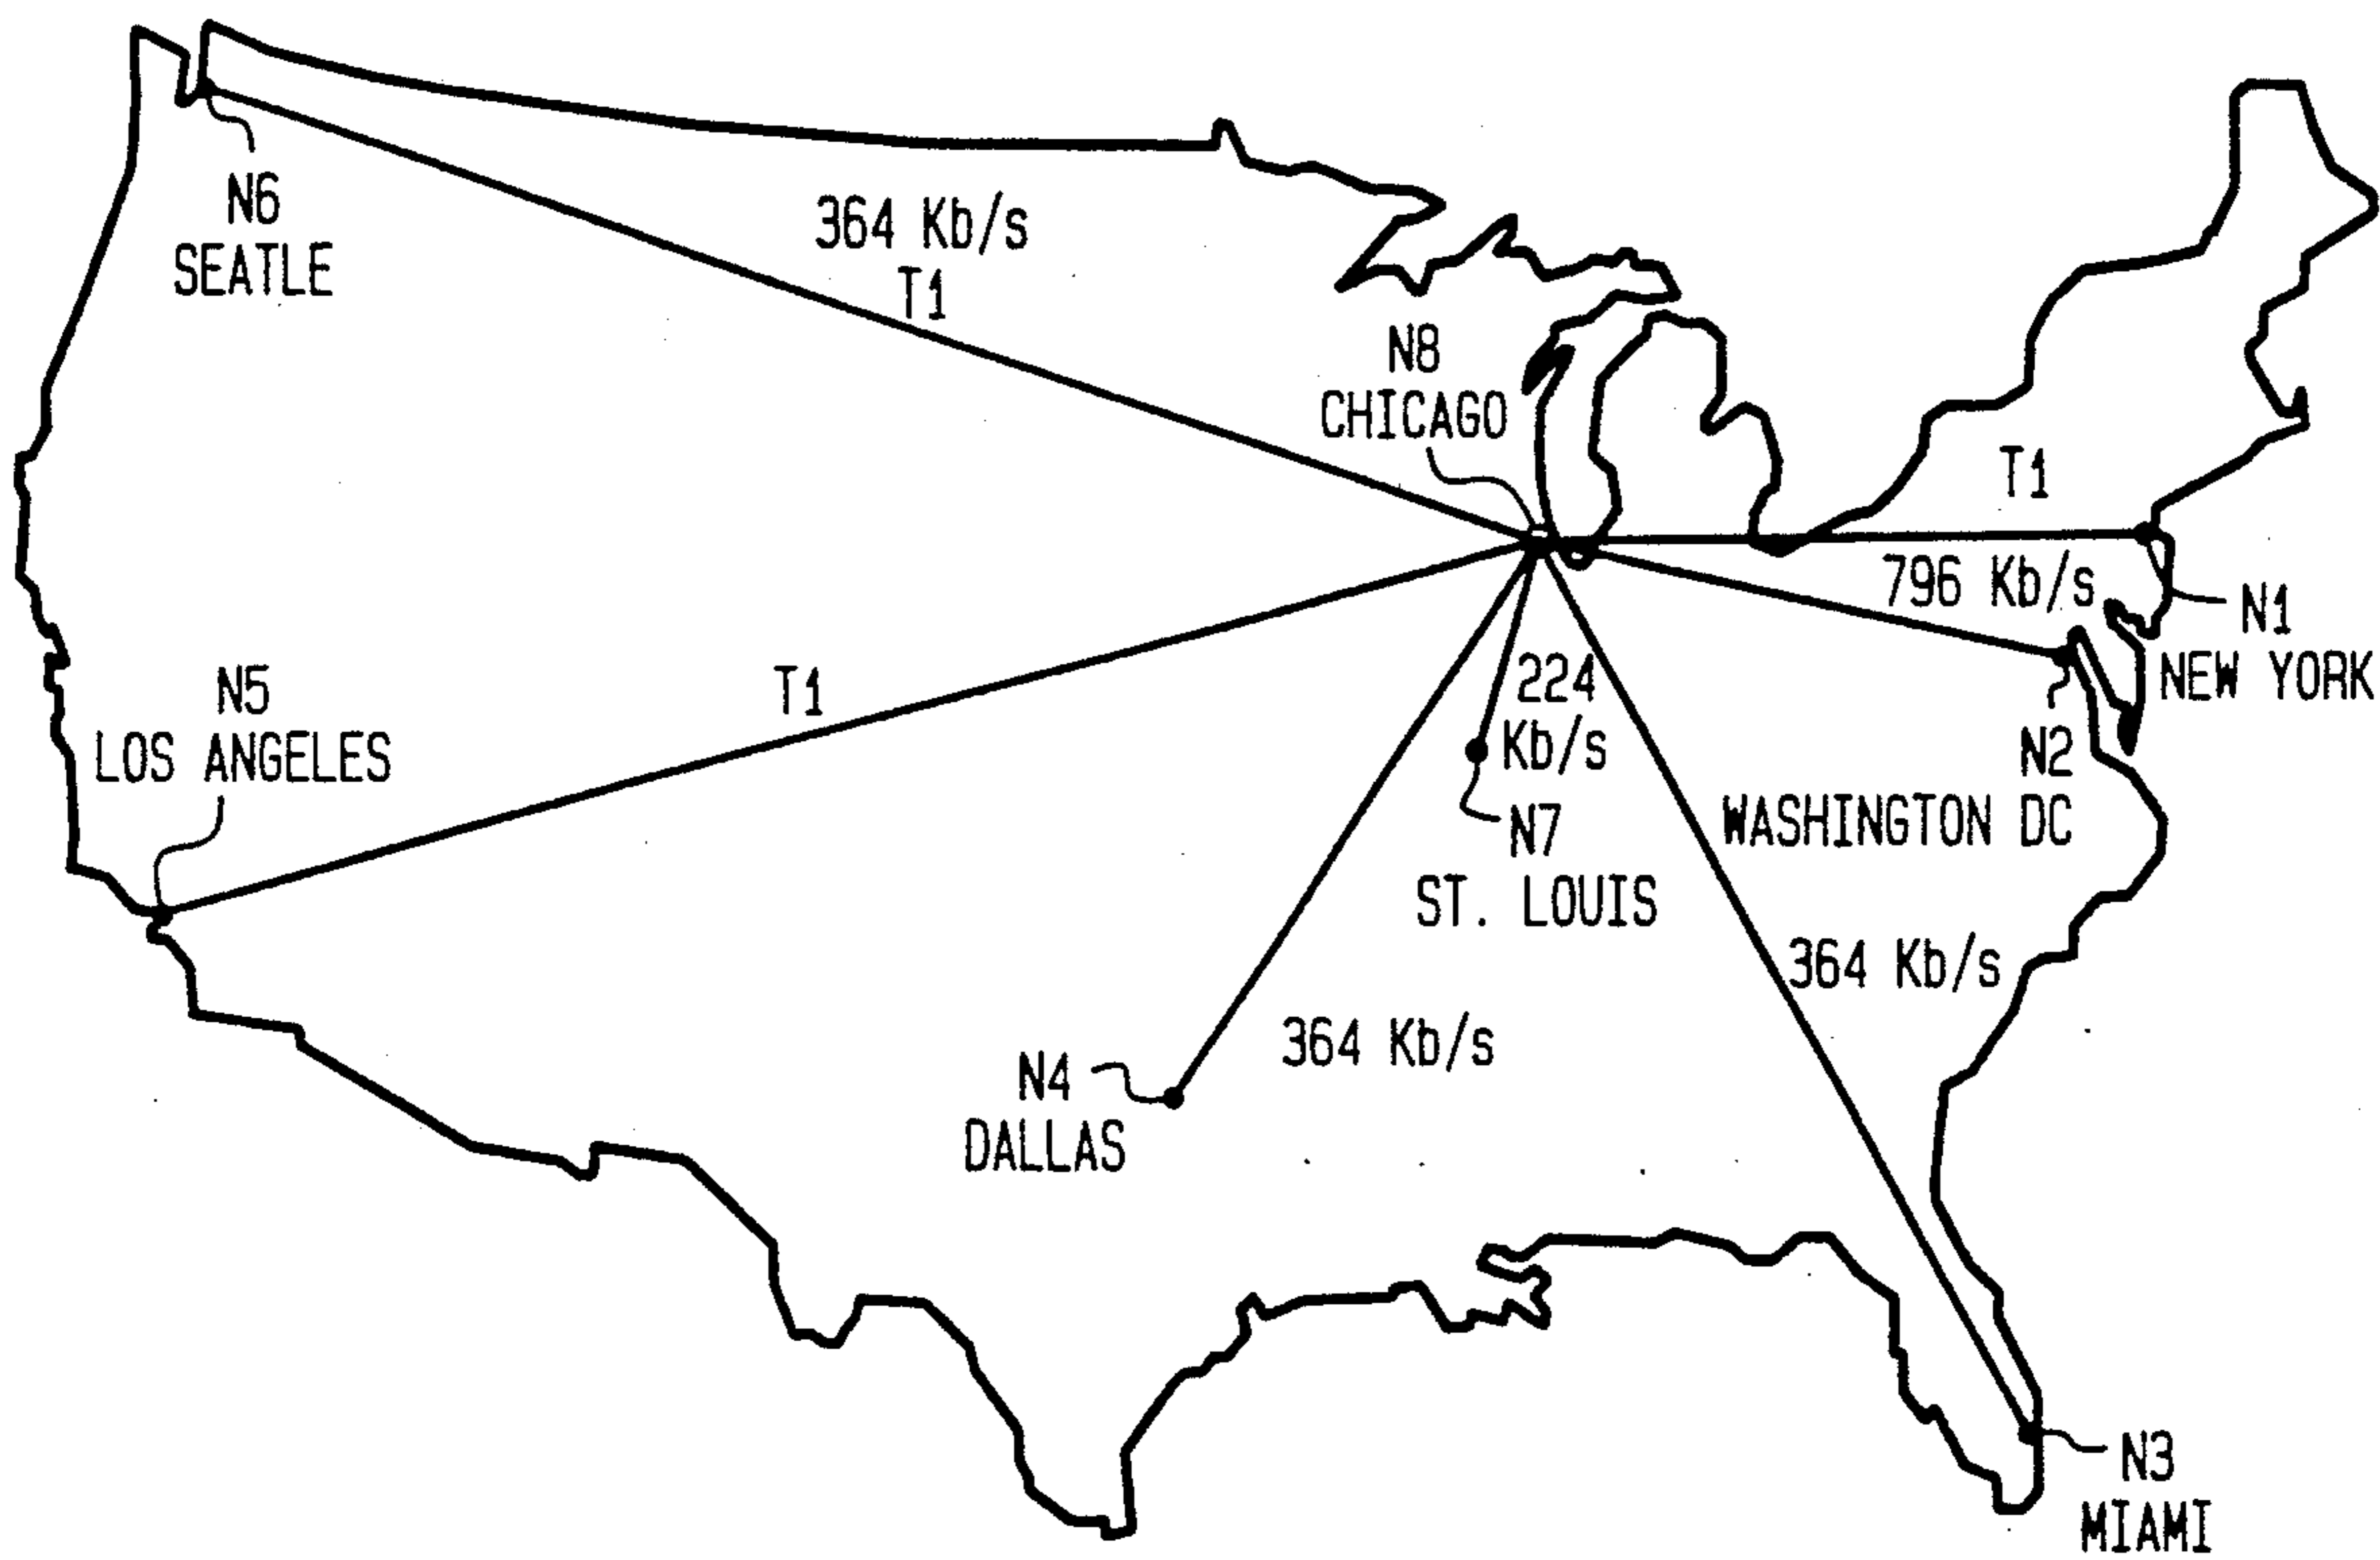 N6
SEATLE
364 Kb/s
T1
N8
CHICAGO
T1
796 Kb/s
N1
NEW YORK
N2
WASHINGTON DC
N5
LOS ANGELES
T1
224
Kb/s
N7
ST. LOUIS
364 Kb/s
364 Kb/s
N4
DALLAS
N3
MIAMI